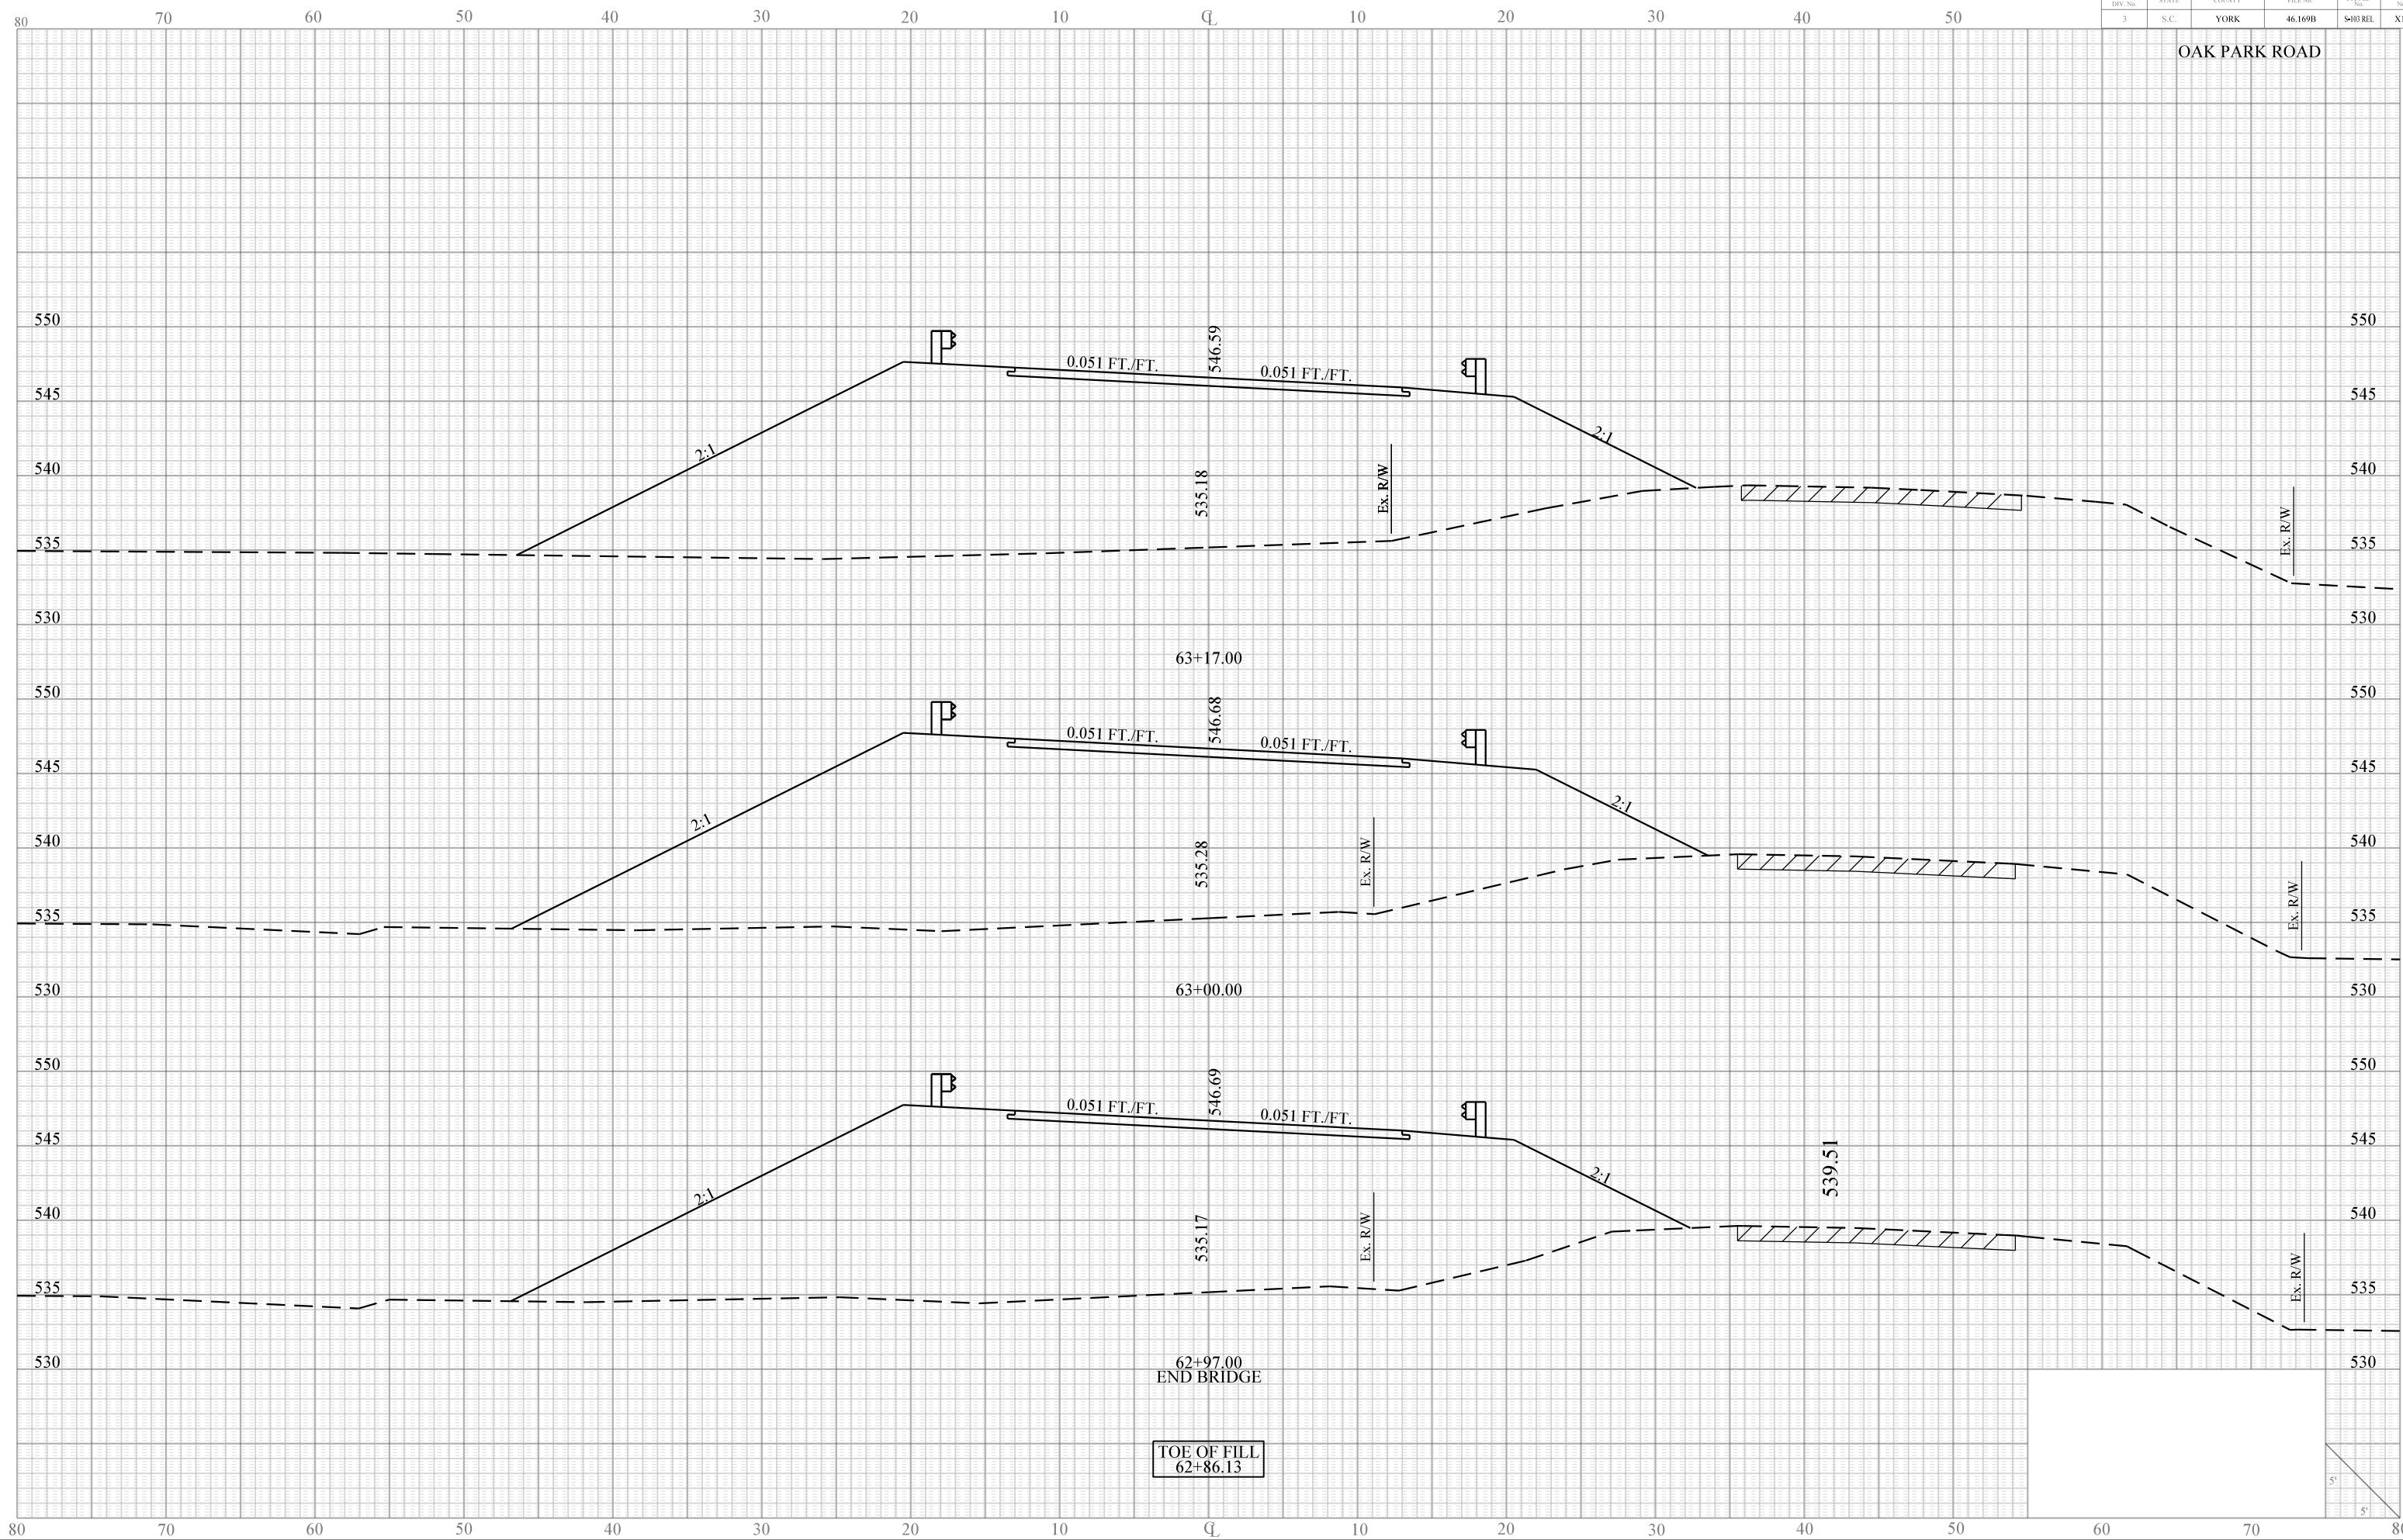 80 70 60 50 40 30 20 10 CL 10 20 30 40 50
DIV. No. STATE COUNTY FILE NO. No.
3 S.C. YORK 46.169B S-103 REL
OAK PARK ROAD
550 546.59 550
0.051 FT./FT. 0.051 FT./FT.
545 545
2:1 2:1
540 535.18 Ex. R/W 540
535 Ex. R/W 535
530 530
63+17.00
550 546.68 550
0.051 FT./FT. 0.051 FT./FT.
545 545
2:1 2:1
540 535.28 Ex. R/W 540
535 Ex. R/W 535
530 63+00.00 530
550 546.69 550
0.051 FT./FT. 0.051 FT./FT.
545 539.51 545
2:1 2:1
540 535.17 Ex. R/W 540
535 Ex. R/W 535
530 62+97.00 530
END BRIDGE
TOE OF FILL
62+86.13
5'
5'
80 70 60 50 40 30 20 10 CL 10 20 30 40 50 60 70